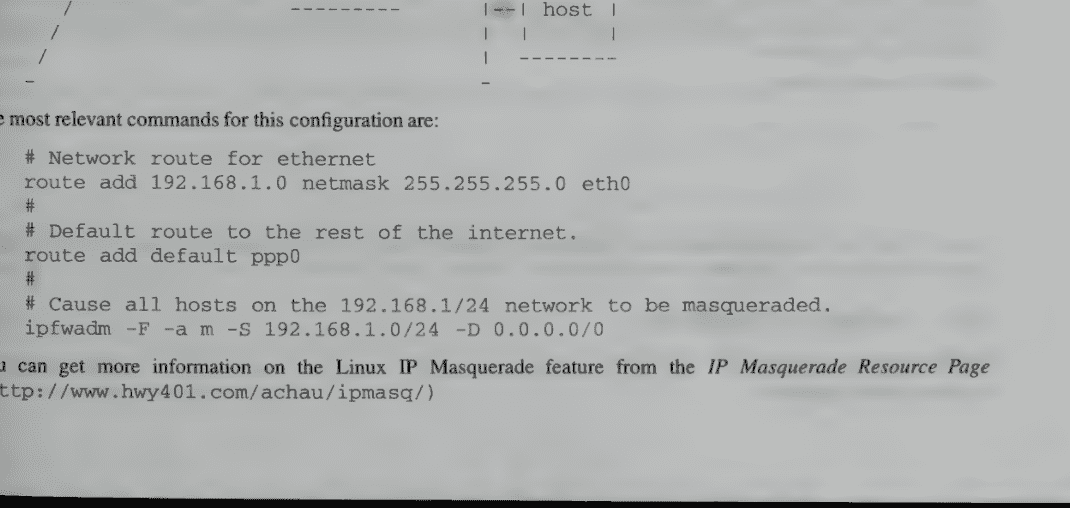 host
most relevant commands for this configuration are:
# Network route for ethernet
route add 192.168.1.0 netmask 255.255.255.0 eth0
#
# Default route to the rest of the internet.
route add default ppp0
#
# Cause all hosts on the 192.168.1/24 network to be masqueraded.
ipfwadm -F -a m -S 192.168.1.0/24 -D 0.0.0.0/0
can get more information on the Linux IP Masquerade feature from the IP Masquerade Resource Page
ttp://www.hwy401.com/achau/ipmasq/)